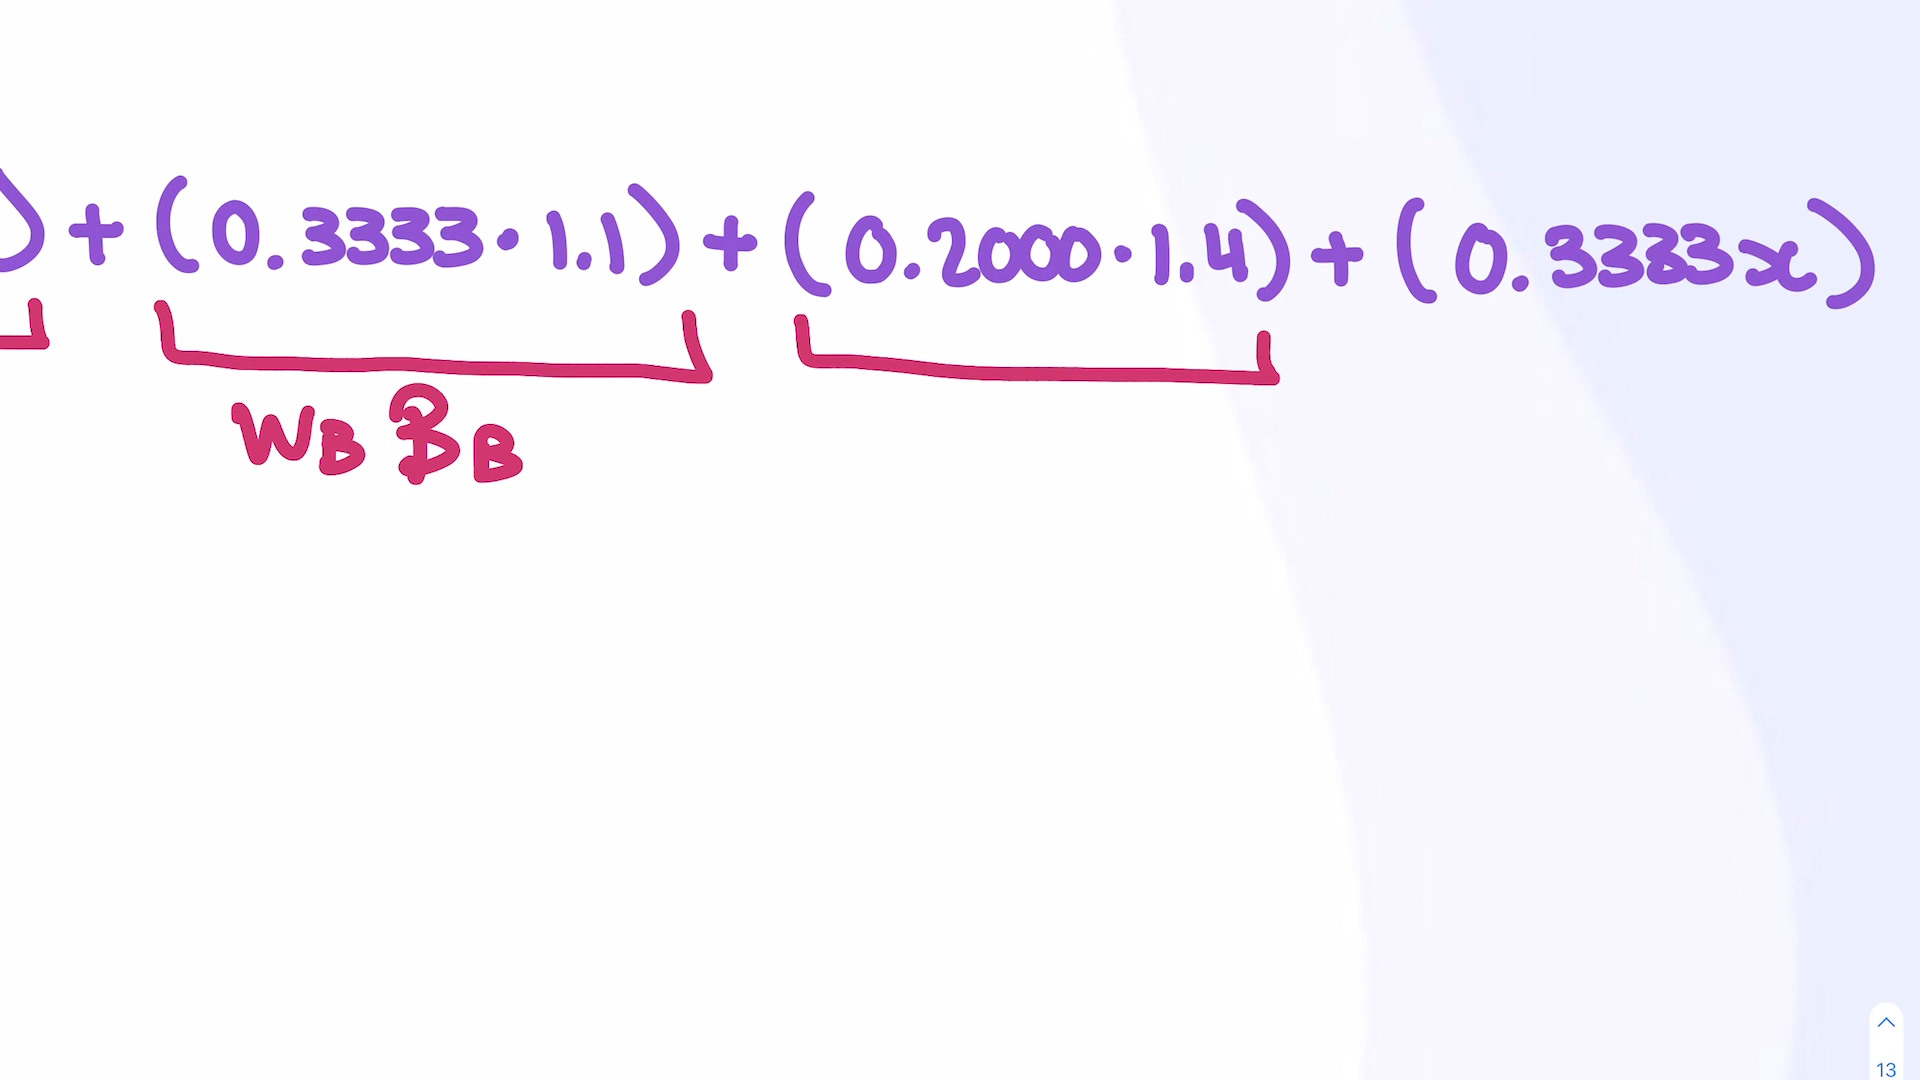 ) + (0.3333 · 1.1) + (0.2000 · 1.4) + (0.3333x)
WB βB
13